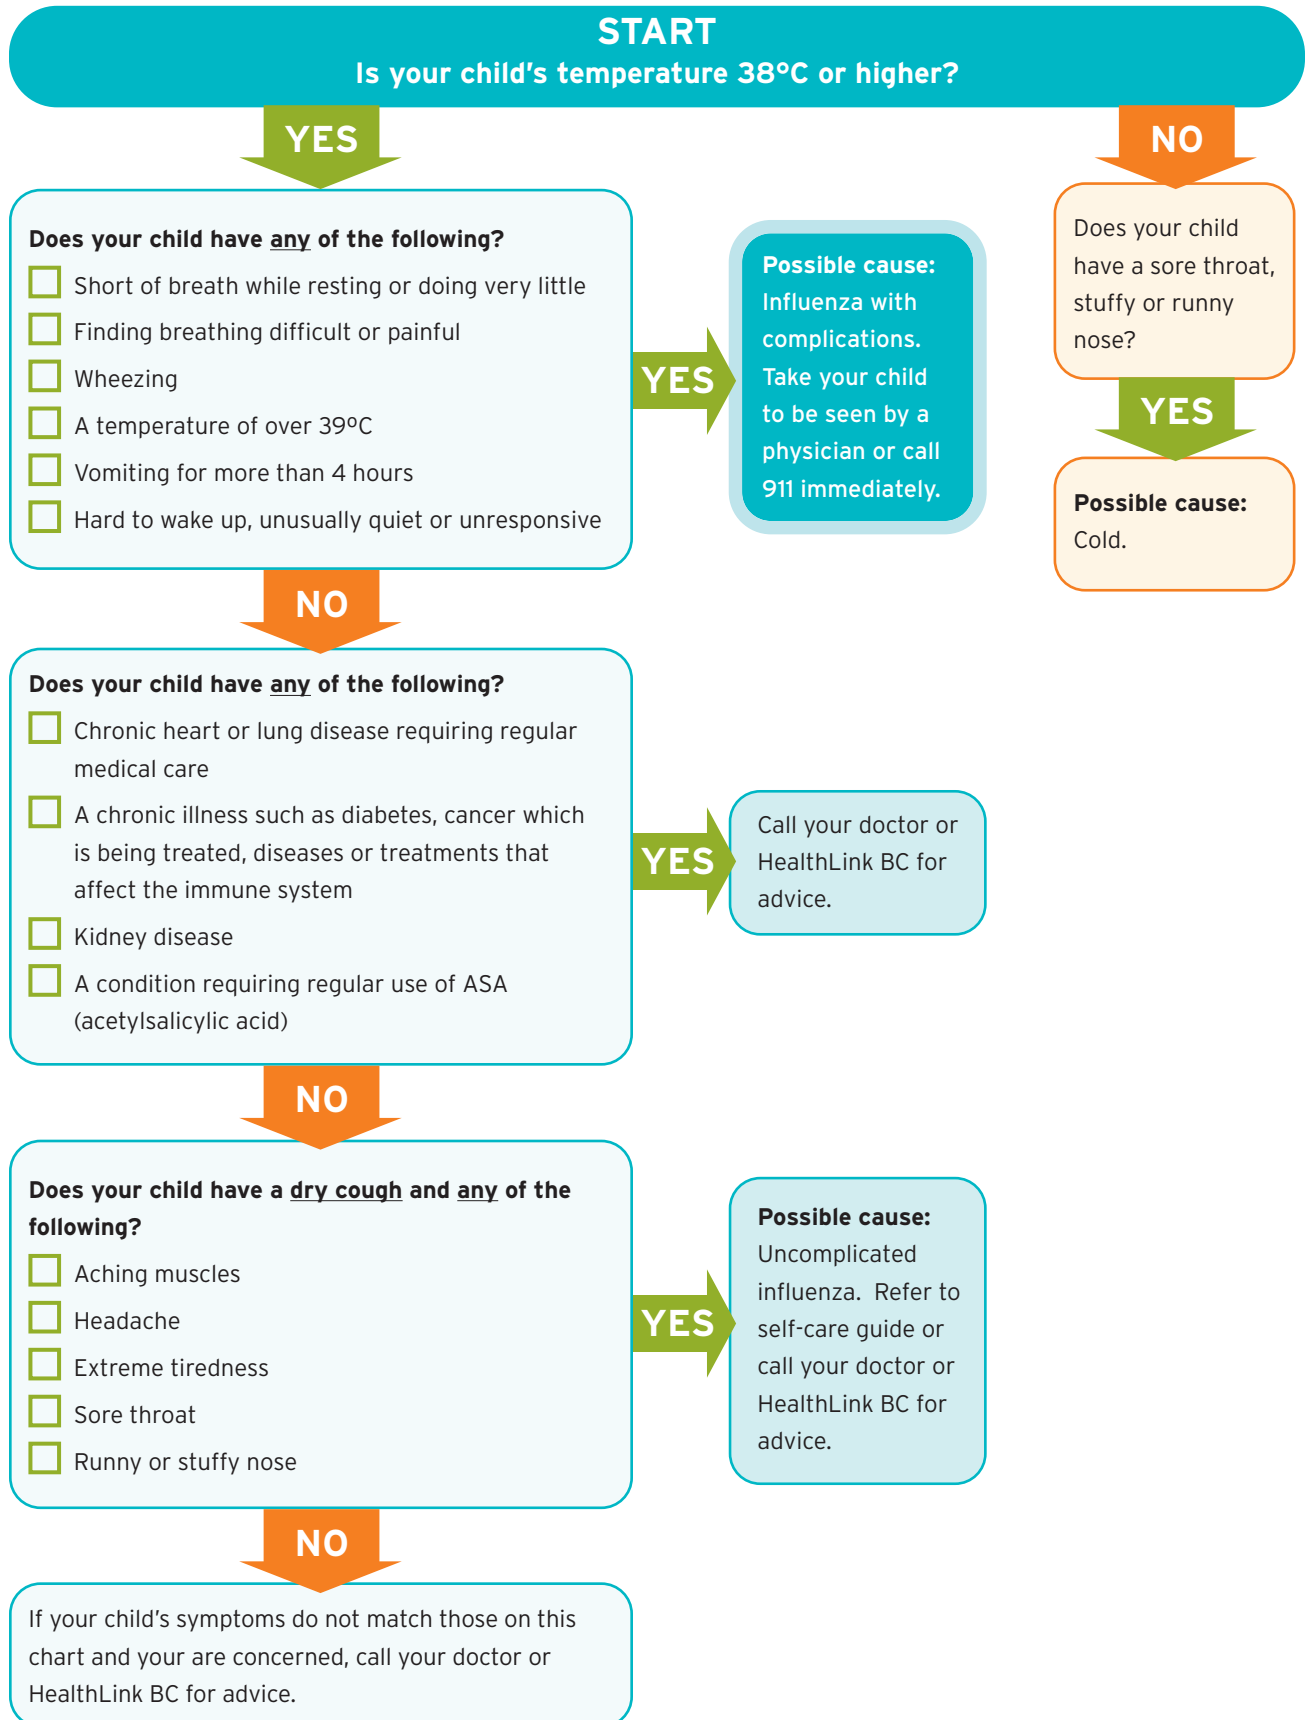 START
Is your child's temperature 38°C or higher?
YES
NO
Does your child have any of the following?
Short of breath while resting or doing very little
Finding breathing difficult or painful
Wheezing
A temperature of over 39ºC
Vomiting for more than 4 hours
Hard to wake up, unusually quiet or unresponsive
YES
Possible cause:
Influenza with
complications.
Take your child
to be seen by a
physician or call
911 immediately.
Does your child
have a sore throat,
stuffy or runny
nose?
YES
Possible cause:
Cold.
NO
Does your child have any of the following?
Chronic heart or lung disease requiring regular
medical care
A chronic illness such as diabetes, cancer which
is being treated, diseases or treatments that
affect the immune system
Kidney disease
A condition requiring regular use of ASA
(acetylsalicylic acid)
YES
Call your doctor or
HealthLink BC for
advice.
NO
Does your child have a dry cough and any of the
following?
Aching muscles
Headache
Extreme tiredness
Sore throat
Runny or stuffy nose
YES
Possible cause:
Uncomplicated
influenza. Refer to
self-care guide or
call your doctor or
HealthLink BC for
advice.
NO
If your child's symptoms do not match those on this
chart and your are concerned, call your doctor or
HealthLink BC for advice.